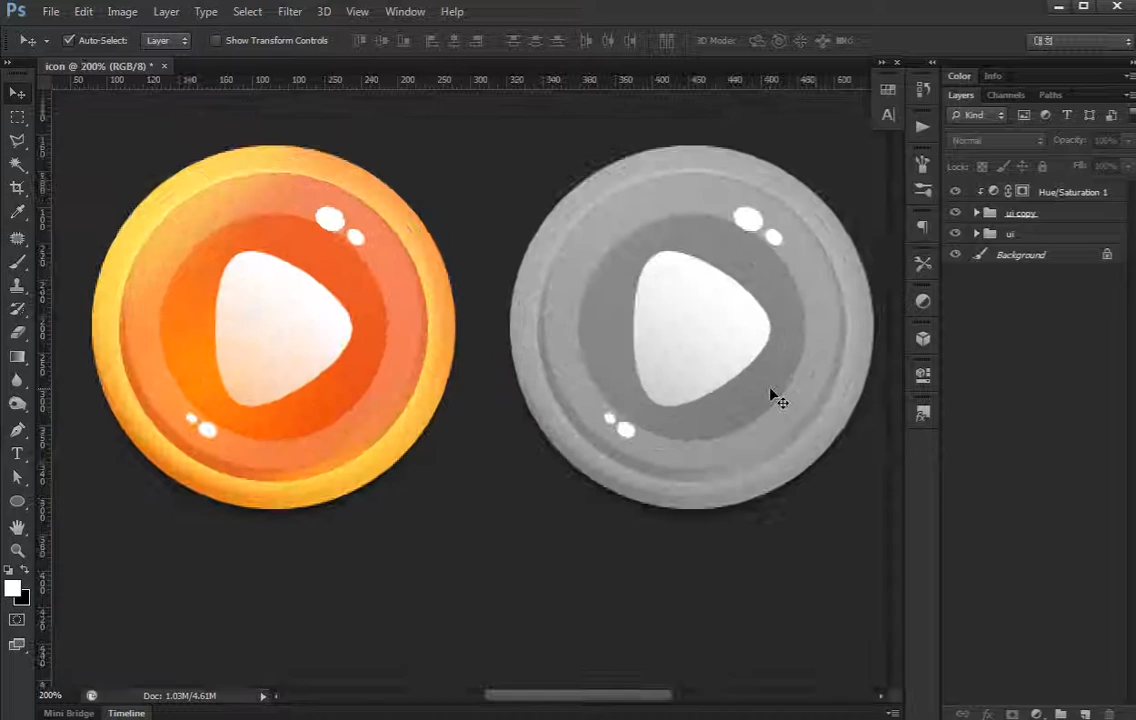 Ps File Edit Image Layer Type Select Filter 3D View Window Help
Auto-Select: Layer Show Transform Controls 3D Mode:
icon @ 200% (RGB/8) * ×
Color Info
Layers Channels Paths
Kind
Normal Opacity: 100%
Lock: Fill: 100%
Hue/Saturation 1
ui copy
ui
Background
200% Doc: 1.03M/4.61M
Mini Bridge Timeline